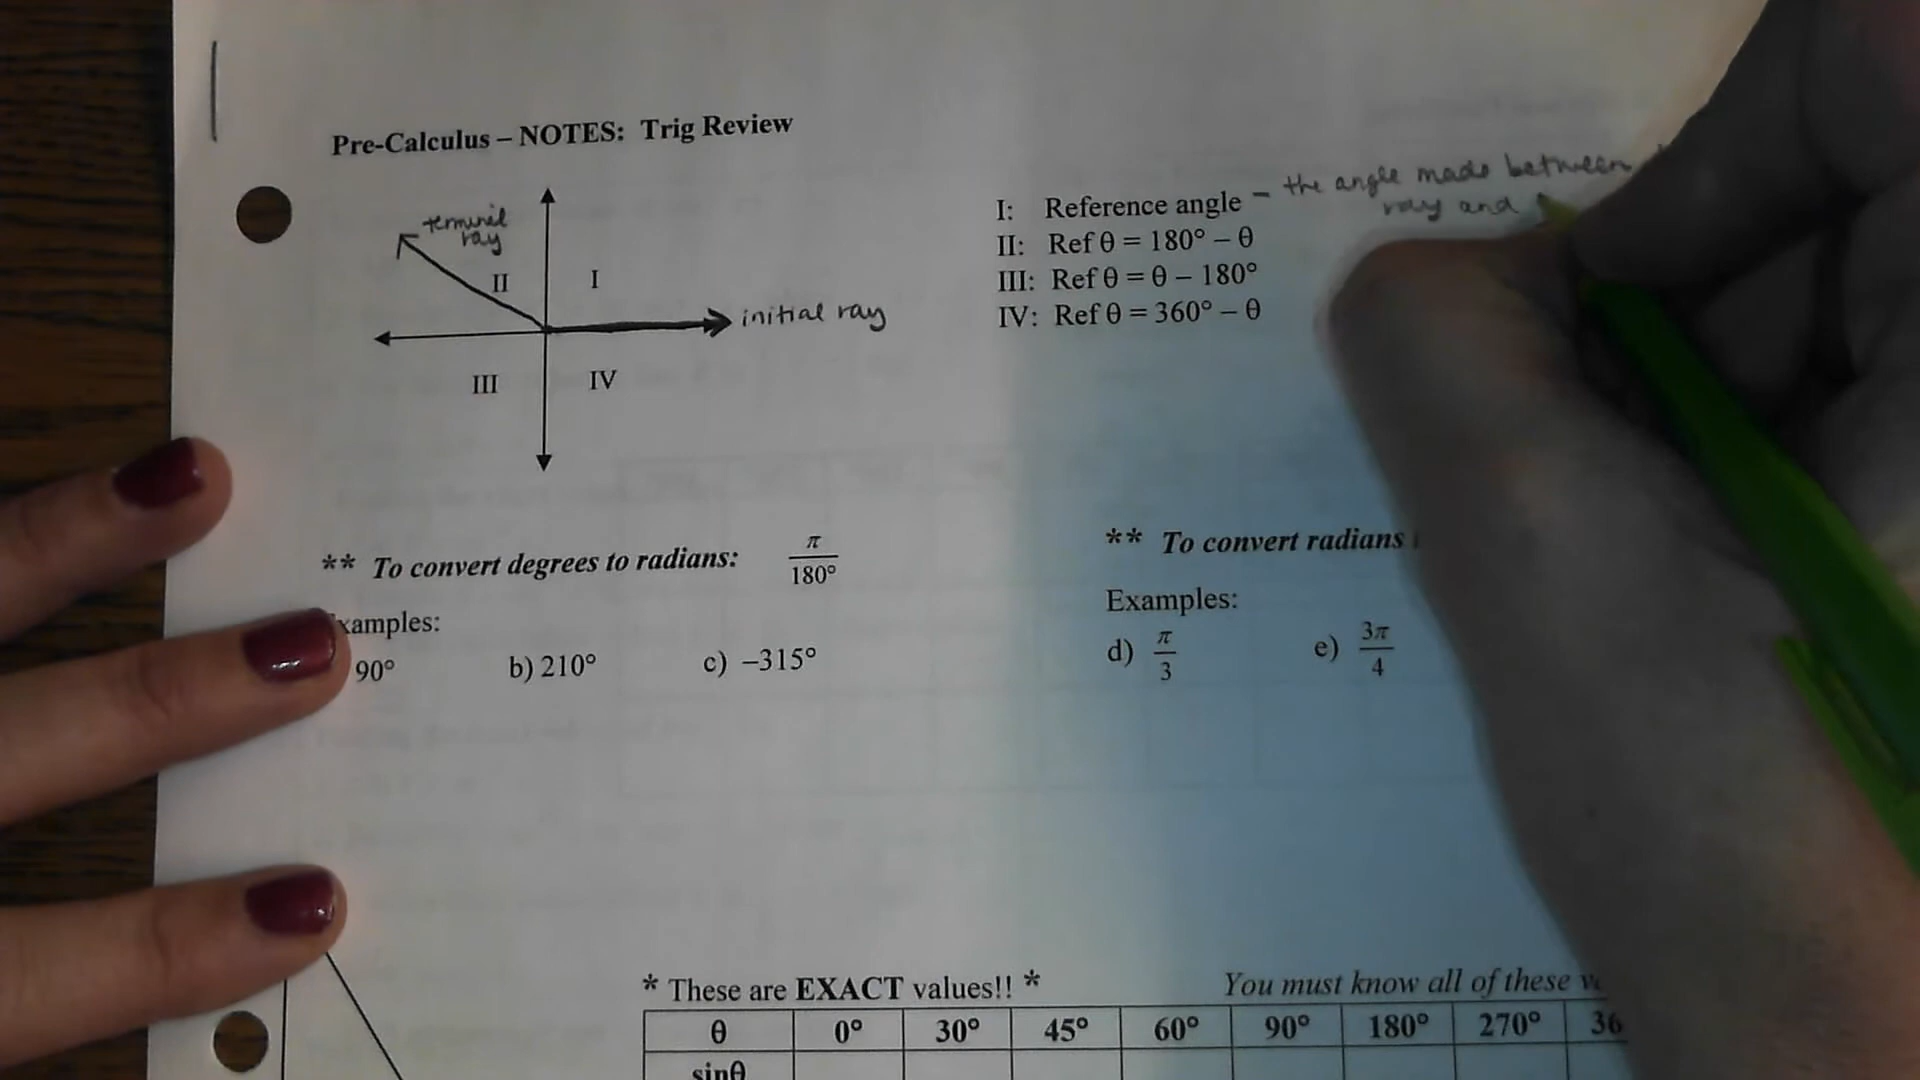 Pre-Calculus – NOTES: Trig Review
terminal
ray
II
I
initial ray
III
IV
I: Reference angle – the angle made between
ray and
II: Ref θ = 180° – θ
III: Ref θ = θ – 180°
IV: Ref θ = 360° – θ
** To convert degrees to radians: π/180°
Examples:
90° b) 210° c) –315°
** To convert radians
Examples:
d) π/3 e) 3π/4
* These are EXACT values!! * You must know all of these
θ 0° 30° 45° 60° 90° 180° 270° 36
sinθ